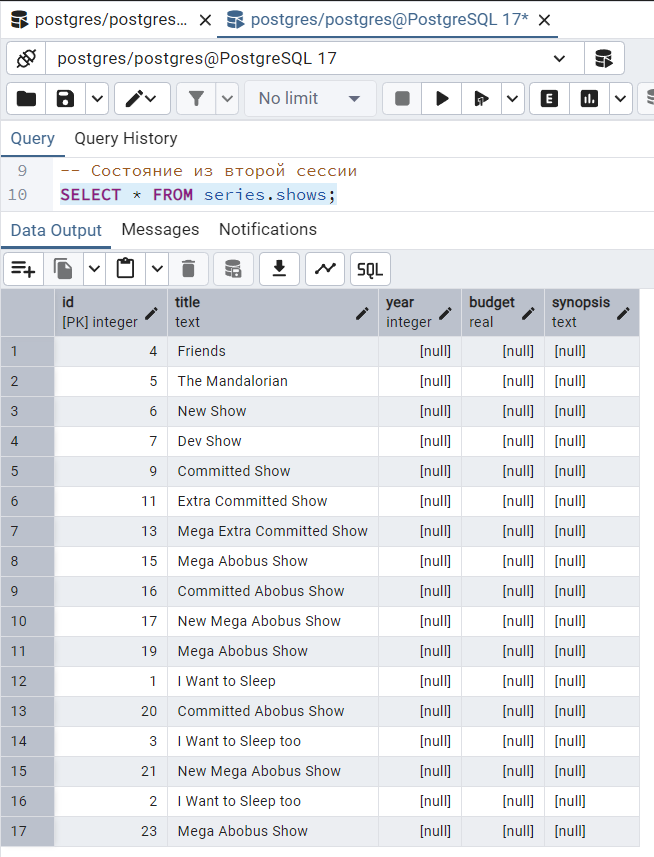 postgres/postgres... postgres/postgres@PostgreSQL 17*
postgres/postgres@PostgreSQL 17
No limit E
Query Query History
9 -- Состояние из второй сессии
10 SELECT * FROM series.shows;
Data Output Messages Notifications
SQL
id title year budget synopsis
[PK] integer text integer real text
1 4 Friends [null] [null] [null]
2 5 The Mandalorian [null] [null] [null]
3 6 New Show [null] [null] [null]
4 7 Dev Show [null] [null] [null]
5 9 Committed Show [null] [null] [null]
6 11 Extra Committed Show [null] [null] [null]
7 13 Mega Extra Committed Show [null] [null] [null]
8 15 Mega Abobus Show [null] [null] [null]
9 16 Committed Abobus Show [null] [null] [null]
10 17 New Mega Abobus Show [null] [null] [null]
11 19 Mega Abobus Show [null] [null] [null]
12 1 I Want to Sleep [null] [null] [null]
13 20 Committed Abobus Show [null] [null] [null]
14 3 I Want to Sleep too [null] [null] [null]
15 21 New Mega Abobus Show [null] [null] [null]
16 2 I Want to Sleep too [null] [null] [null]
17 23 Mega Abobus Show [null] [null] [null]